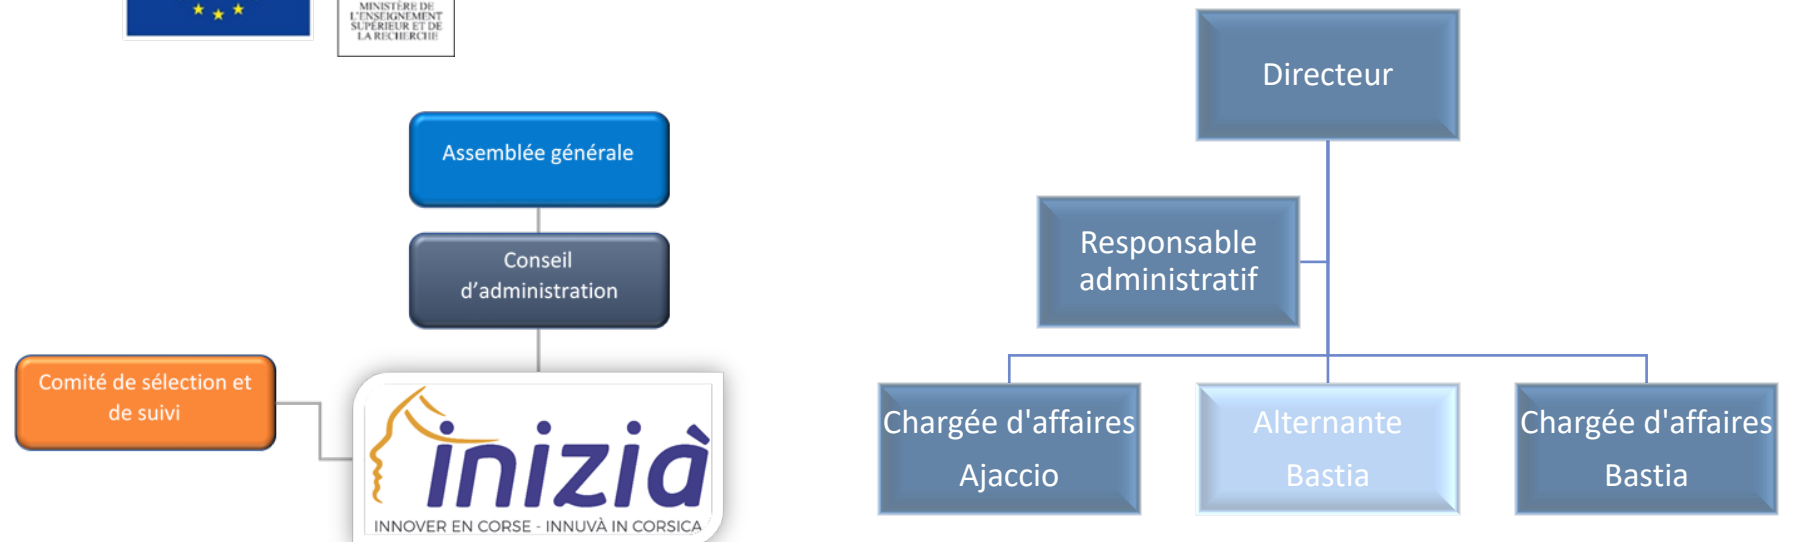 MINISTÈRE DE
L'ENSEIGNEMENT
SUPÉRIEUR ET DE
LA RECHERCHE
Assemblée générale
Conseil
d'administration
Comité de sélection et
de suivi
inizià
INNOVER EN CORSE - INNUVÀ IN CORSICA
Directeur
Responsable
administratif
Chargée d'affaires
Ajaccio
Alternante
Bastia
Chargée d'affaires
Bastia